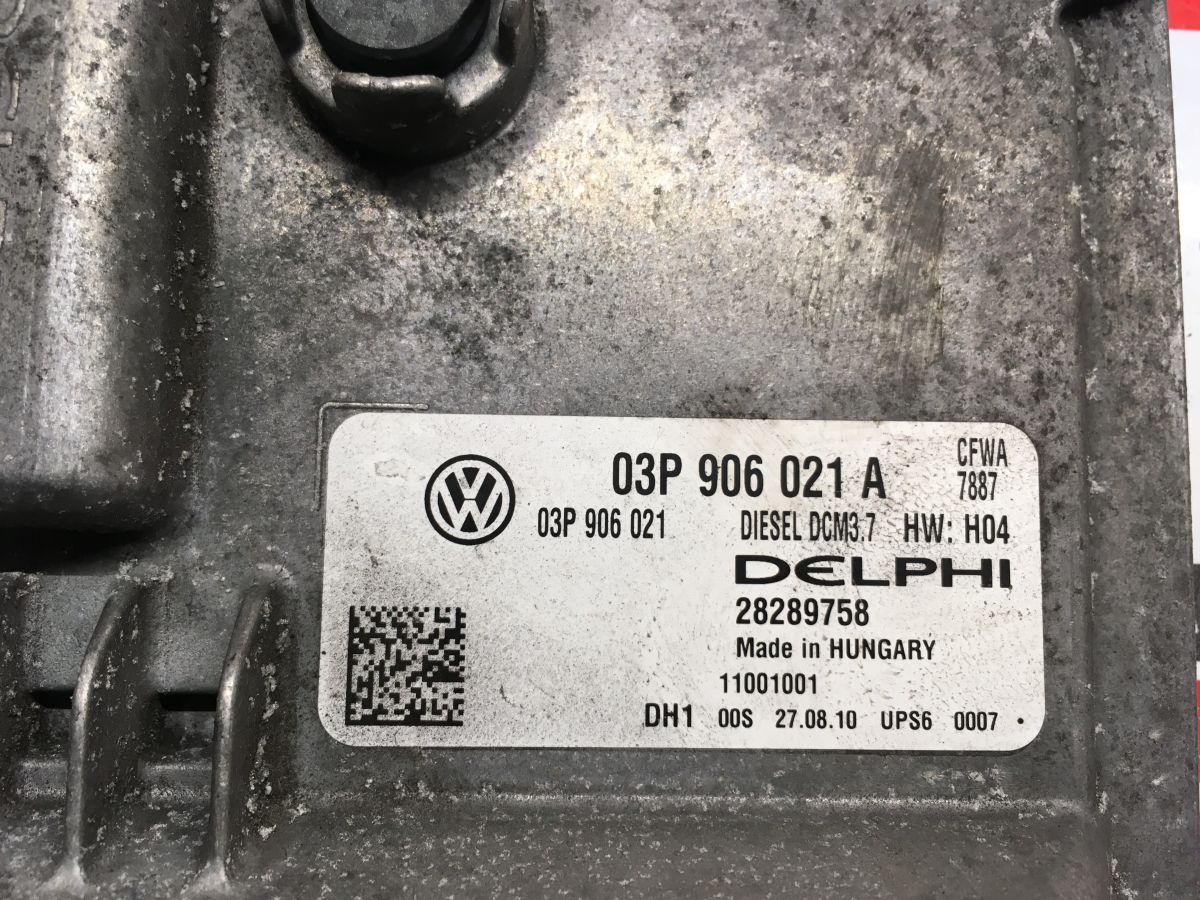 03P 906 021 A
CFWA
7887
03P 906 021
DIESEL DCM3.7 HW: H04
DELPHI
28289758
Made in HUNGARY
11001001
DH1 00S 27.08.10 UPS6 0007